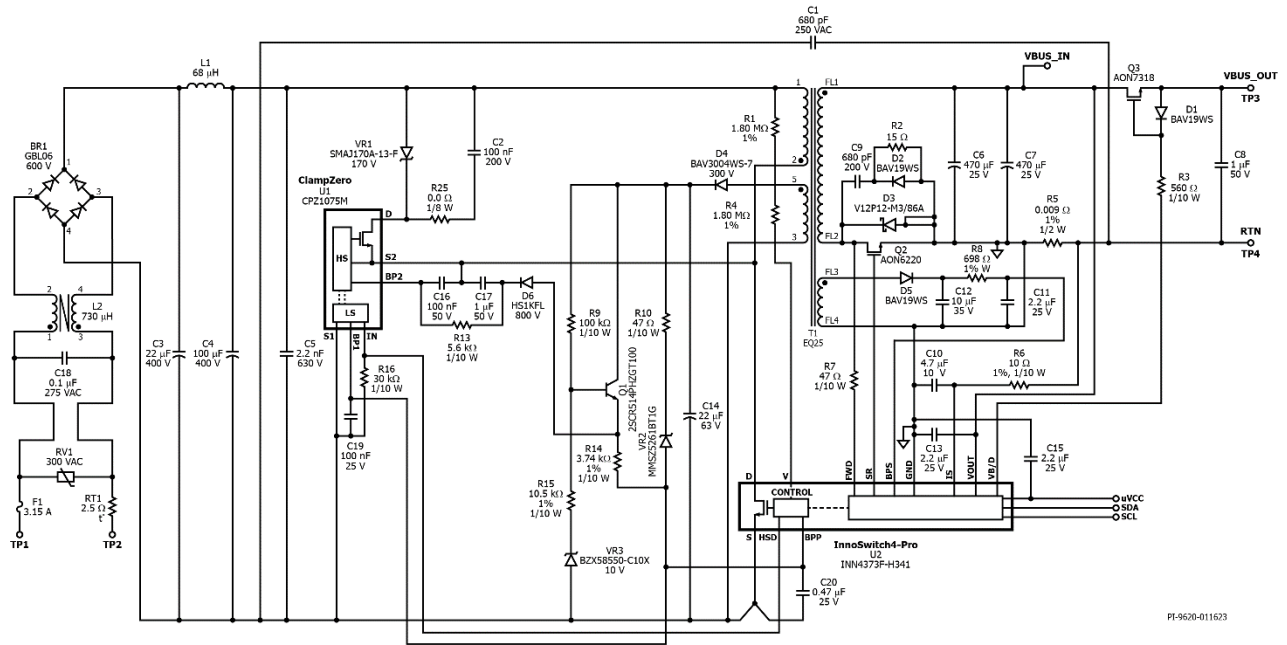 C1
680 pF
250 VAC
L1
68 µH
BR1
GBL06
600 V
1
2
3
4
2
4
L2
730 µH
1
3
C18
0.1 µF
275 VAC
RV1
300 VAC
F1
3.15 A
RT1
2.5 Ω
t°
TP1
TP2
C3
22 µF
400 V
C4
100 µF
400 V
C5
2.2 nF
630 V
VR1
SMAJ170A-13-F
170 V
C2
100 nF
200 V
R25
0.0 Ω
1/8 W
ClampZero
U1
CPZ1075M
D
HS
S2
BP2
LS
S1
BP1
IN
C16
100 nF
50 V
C17
1 µF
50 V
D6
HS1KFL
800 V
R13
5.6 kΩ
1/10 W
R16
30 kΩ
1/10 W
C19
100 nF
25 V
R9
100 kΩ
1/10 W
Q1
2SCR514PHZGT100
R10
47 Ω
1/10 W
VR2
MMSZ5261BT1G
R14
3.74 kΩ
1%
1/10 W
R15
10.5 kΩ
1%
1/10 W
VR3
BZX58550-C10X
10 V
C14
22 µF
63 V
D4
BAV3004WS-7
300 V
R1
1.80 MΩ
1%
R4
1.80 MΩ
1%
1
2
5
3
FL1
FL2
FL3
FL4
T1
EQ25
R2
15 Ω
C9
680 pF
200 V
D2
BAV19WS
D3
V12P12-M3/86A
Q2
AON6220
C6
470 µF
25 V
C7
470 µF
25 V
VBUS_IN
Q3
AON7318
VBUS_OUT
TP3
D1
BAV19WS
C8
1 µF
50 V
R3
560 Ω
1/10 W
R5
0.009 Ω
1%
1/2 W
RTN
TP4
R8
698 Ω
1% W
D5
BAV19WS
C12
10 µF
35 V
C11
2.2 µF
25 V
C10
4.7 µF
10 V
R6
10 Ω
1%, 1/10 W
R7
47 Ω
1/10 W
C13
2.2 µF
25 V
C15
2.2 µF
25 V
D
V
FWD
SR
BPS
GND
IS
VOUT
VB/D
CONTROL
uVCC
SDA
SCL
S
HSD
BPP
InnoSwitch4-Pro
U2
INN4373F-H341
C20
0.47 µF
25 V
PI-9620-011623